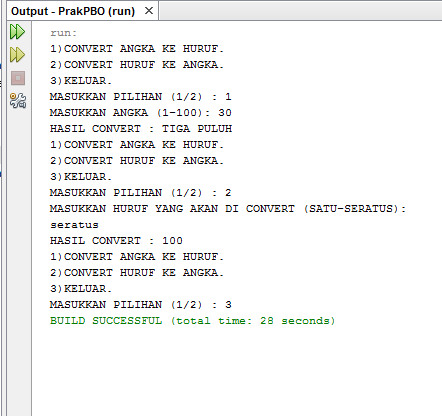 Output - PrakPBO (run)
run:
1)CONVERT ANGKA KE HURUF.
2)CONVERT HURUF KE ANGKA.
3)KELUAR.
MASUKKAN PILIHAN (1/2) : 1
MASUKKAN ANGKA (1-100): 30
HASIL CONVERT : TIGA PULUH
1)CONVERT ANGKA KE HURUF.
2)CONVERT HURUF KE ANGKA.
3)KELUAR.
MASUKKAN PILIHAN (1/2) : 2
MASUKKAN HURUF YANG AKAN DI CONVERT (SATU-SERATUS):
seratus
HASIL CONVERT : 100
1)CONVERT ANGKA KE HURUF.
2)CONVERT HURUF KE ANGKA.
3)KELUAR.
MASUKKAN PILIHAN (1/2) : 3
BUILD SUCCESSFUL (total time: 28 seconds)